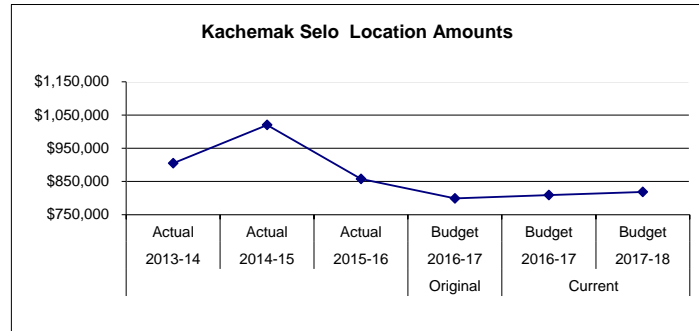 Kachemak Selo Location Amounts
$1,150,000
$1,050,000
$950,000
$850,000
$750,000
Actual Actual Actual Budget Budget Budget
2013-14 2014-15 2015-16 2016-17 2016-17 2017-18
Original Current